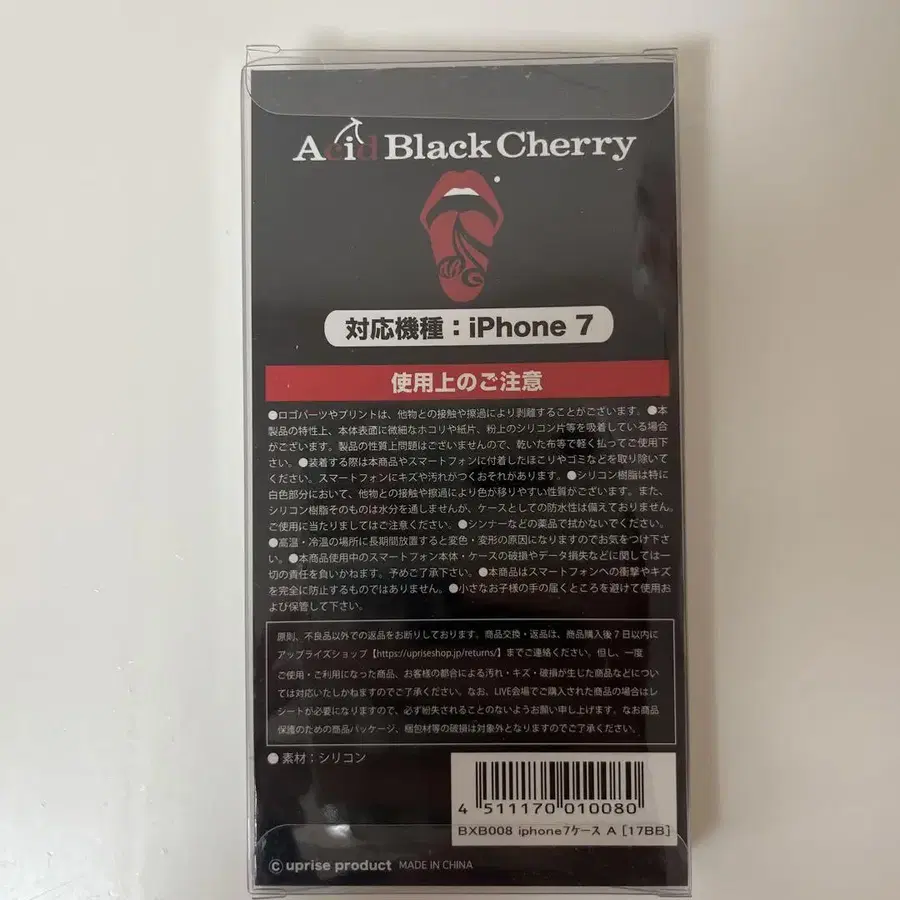 Acid Black Cherry
対応機種：iPhone 7
使用上のご注意
●ロゴパーツやプリントは、他物との接触や擦過により剥離することがございます。●本
製品の特性上、本体表面に微細なホコリや紙片、粉上のシリコン片等を吸着している場合
がございます。製品の性質上問題はございませんので、乾いた布等で軽く払ってご使用下
さい。●装着する際は本商品やスマートフォンに付着したほこりやゴミなどを取り除いて
ください。スマートフォンにキズや汚れがつくおそれがあります。●シリコン樹脂は特に
白色部分において、他物との接触や擦過により色が移りやすい性質がございます。また、
シリコン樹脂そのものは水分を通しませんが、ケースとしての防水性は備えておりません。
ご使用に当たりましてはご注意ください。●シンナーなどの薬品で拭かないでください。
●高温・冷温の場所に長期間放置すると変色・変形の原因になりますのでお気をつけ下さ
い。●本商品使用中のスマートフォン本体・ケースの破損やデータ損失などに関しては一
切の責任を負いかねます。予めご了承下さい。●本商品はスマートフォンへの衝撃やキズ
を完全に防止するものではありません。●小さなお子様の手の届くところを避けて使用お
よび保管して下さい。
原則、不良品以外での返品をお断りしております。商品交換・返品は、商品購入後7日以内に
アップライズショップ【https://upriseshop.jp/returns/】までご連絡ください。但し、一度
ご使用・ご利用になった商品、お客様の都合による汚れ・キズ・破損が生じた商品などについ
ては対応いたしかねますのでご了承ください。なお、LIVE会場でご購入された商品の場合はレ
シートが必要になりますので、必ず紛失されることのないようお願い申し上げます。なお商品
保護のための商品パッケージ、梱包材等の破損は対象外となりますのでご了承ください。
●素材：シリコン
4 511170 010080
BXB008 iphone7ケース A [17BB]
© uprise product MADE IN CHINA